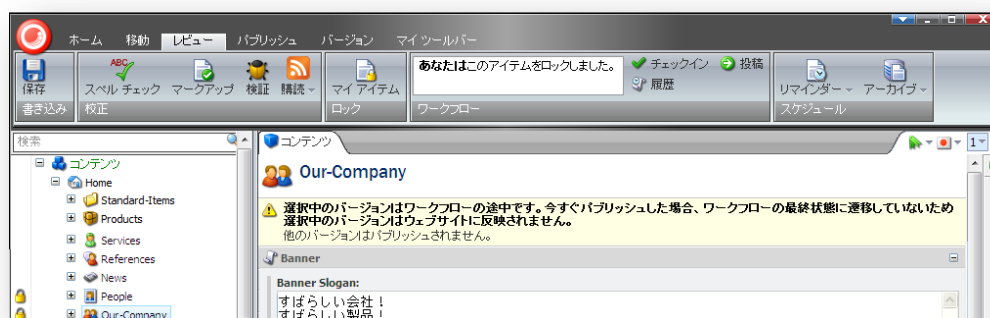 ホーム 移動 レビュー パブリッシュ バージョン マイ ツールバー
保存 ABC スペル チェック マークアップ 検証 購読 マイ アイテム あなたはこのアイテムをロックしました。 チェックイン 投稿 履歴 リマインダー アーカイブ
書き込み 校正 ロック ワークフロー スケジュール
検索
コンテンツ
Home
Standard-Items
Products
Services
References
News
People
Our-Company
コンテンツ 1
Our-Company
選択中のバージョンはワークフローの途中です。今すぐパブリッシュした場合、ワークフローの最終状態に遷移していないため
選択中のバージョンはウェブサイトに反映されません。
他のバージョンはパブリッシュされません。
Banner
Banner Slogan:
すばらしい会社!
すばらしい製品!